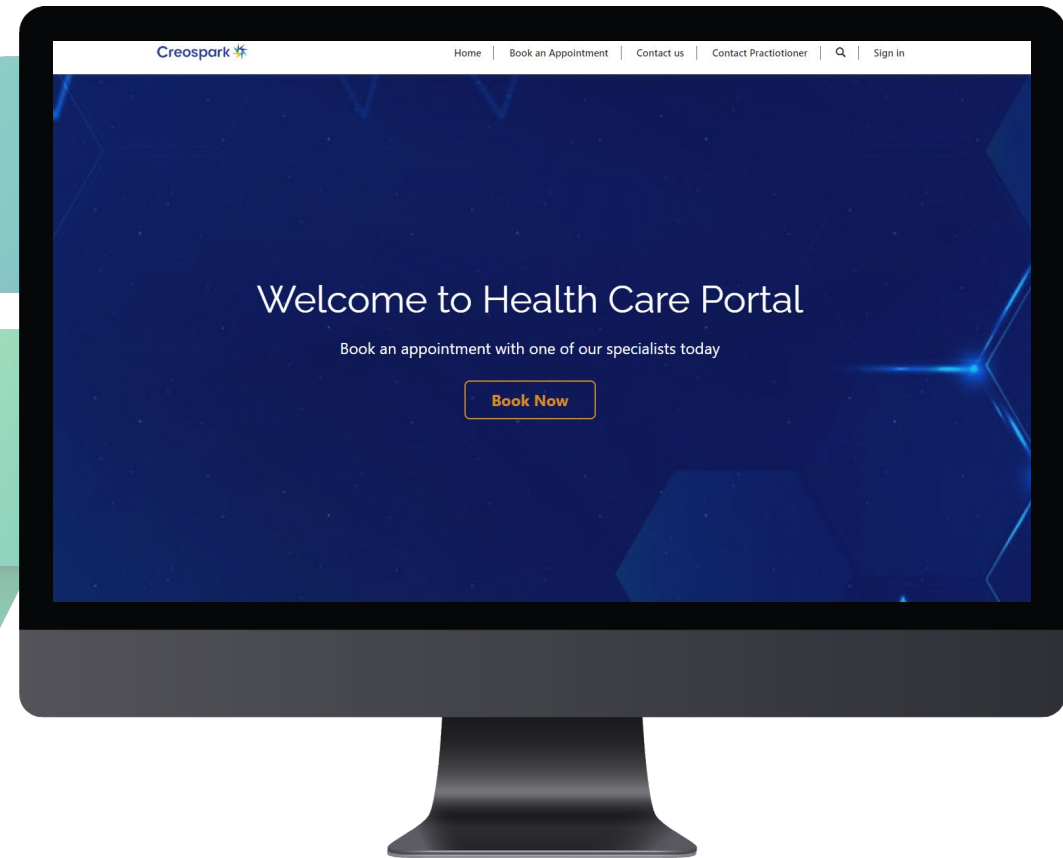 Creospark
Home | Book an Appointment | Contact us | Contact Practiotioner | Sign in
Welcome to Health Care Portal
Book an appointment with one of our specialists today
Book Now